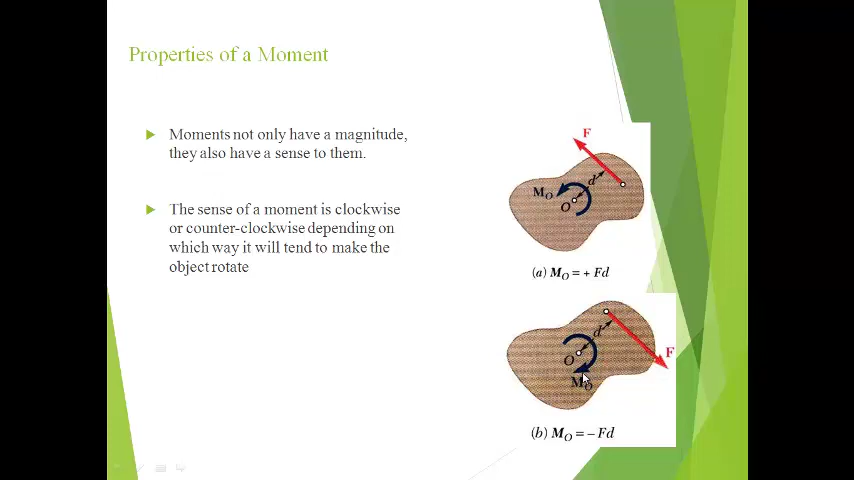 Properties of a Moment
Moments not only have a magnitude,
they also have a sense to them.
The sense of a moment is clockwise
or counter-clockwise depending on
which way it will tend to make the
object rotate
F
d
M_O
O
(a) M_O = + Fd
d
F
O
M_O
(b) M_O = – Fd